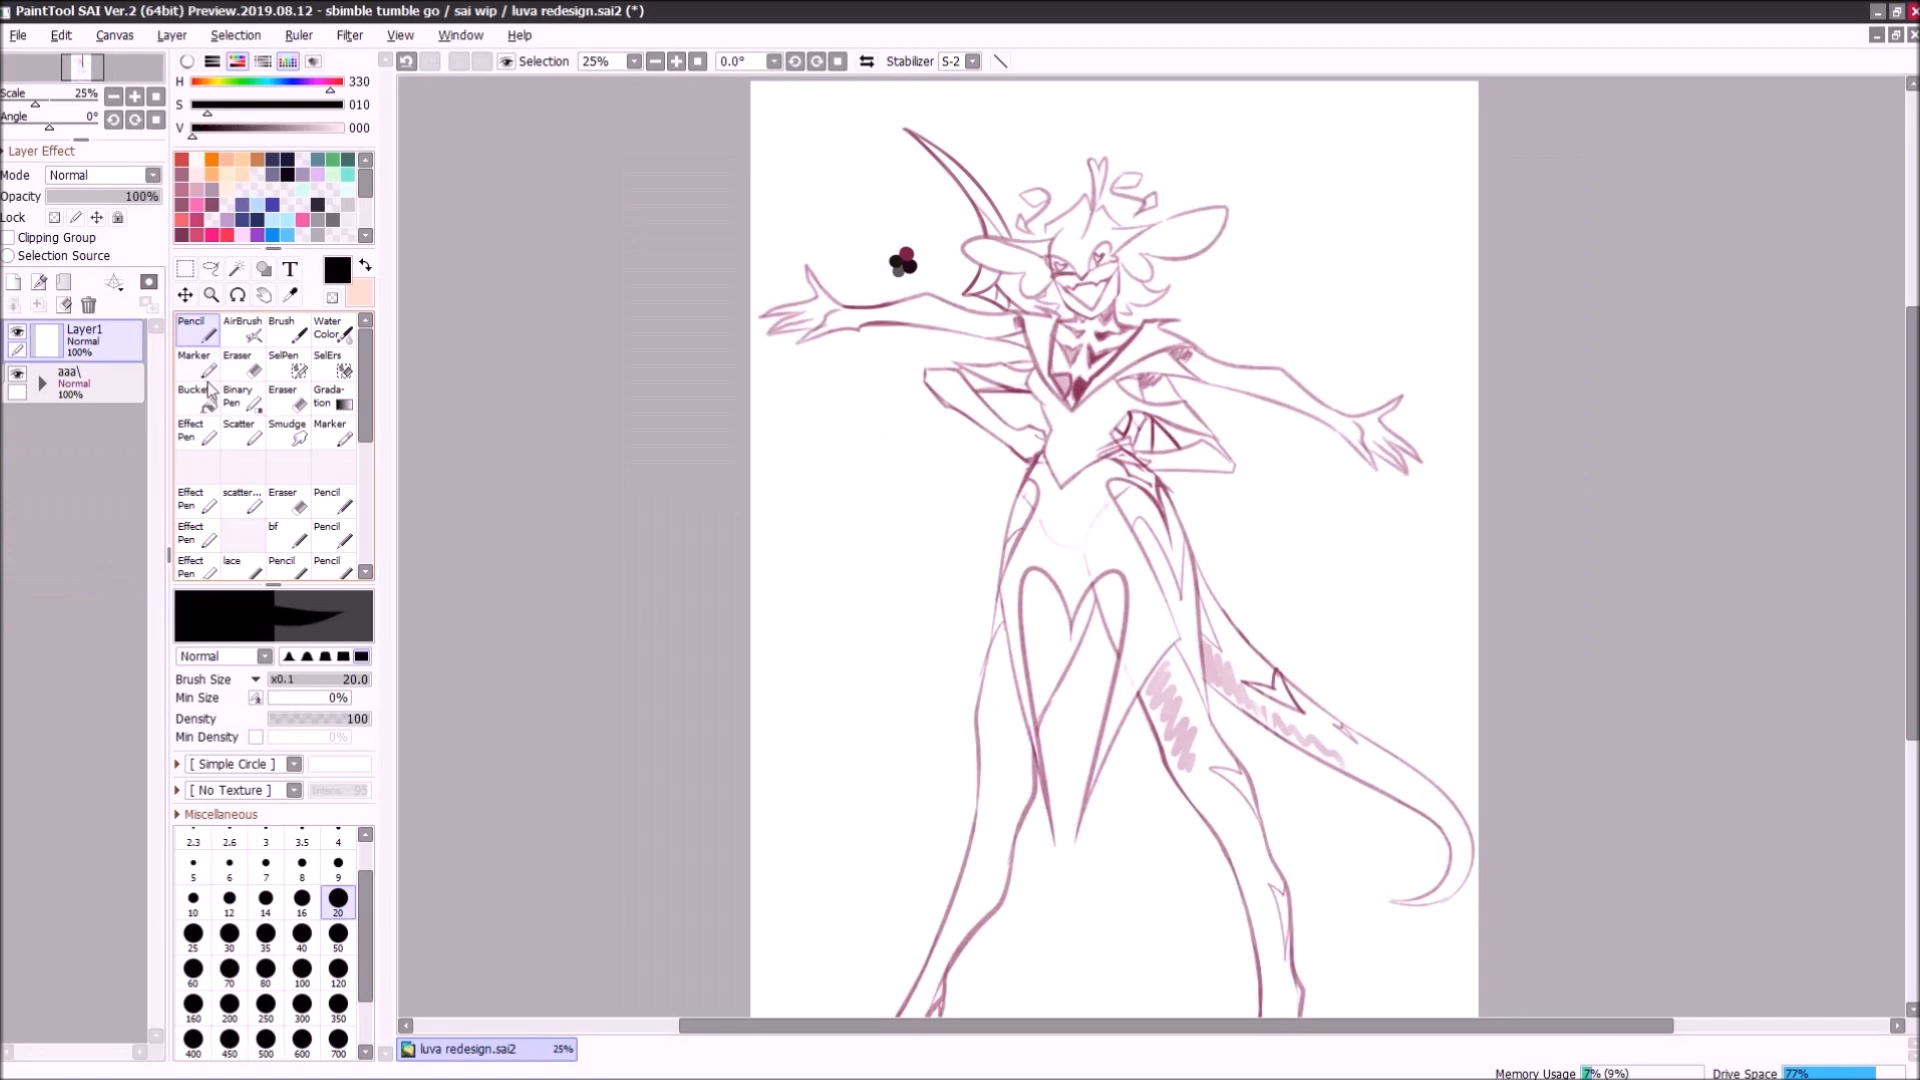 PaintTool SAI Ver.2 (64bit) Preview.2019.08.12 - sbimble tumble go / sai wip / luva redesign.sai2 (*)
File Edit Canvas Layer Selection Ruler Filter View Window Help
Selection 25% 0.0° Stabilizer S-2
Scale 25%
Angle 0°
Layer Effect
Mode Normal
Opacity 100%
Lock
Clipping Group
Selection Source
Layer1
Normal
100%
aaa\
Normal
100%
H 330
S 010
V 000
T
Pencil AirBrush Brush Water Color
Marker Eraser SelPen SelErs
Bucket Binary Pen Eraser Grada-tion
Effect Pen Scatter Smudge Marker
Effect Pen scatter... Eraser Pencil
Effect Pen bf Pencil
Effect Pen lace Pencil Pencil
Normal
Brush Size x0.1 20.0
Min Size 0%
Density 100
Min Density 0%
[ Simple Circle ]
[ No Texture ] 95
Miscellaneous
2.3 2.6 3 3.5 4
5 6 7 8 9
10 12 14 16 20
25 30 35 40 50
60 70 80 100 120
160 200 250 300 350
400 450 500 600 700
luva redesign.sai2 25%
Memory Usage 7% (9%) Drive Space 77%